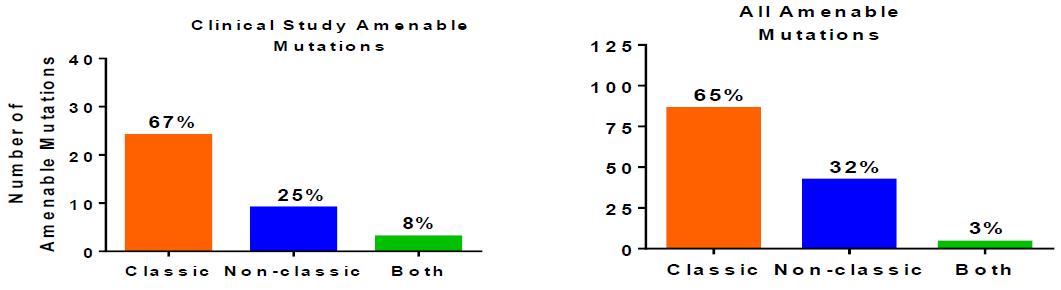 Clinical Study Amenable
Mutations
Number of
Amenable Mutations
40
30
20
10
0
67%
25%
8%
Classic Non-classic Both
All Amenable
Mutations
125
100
75
50
25
0
65%
32%
3%
Classic Non-classic Both